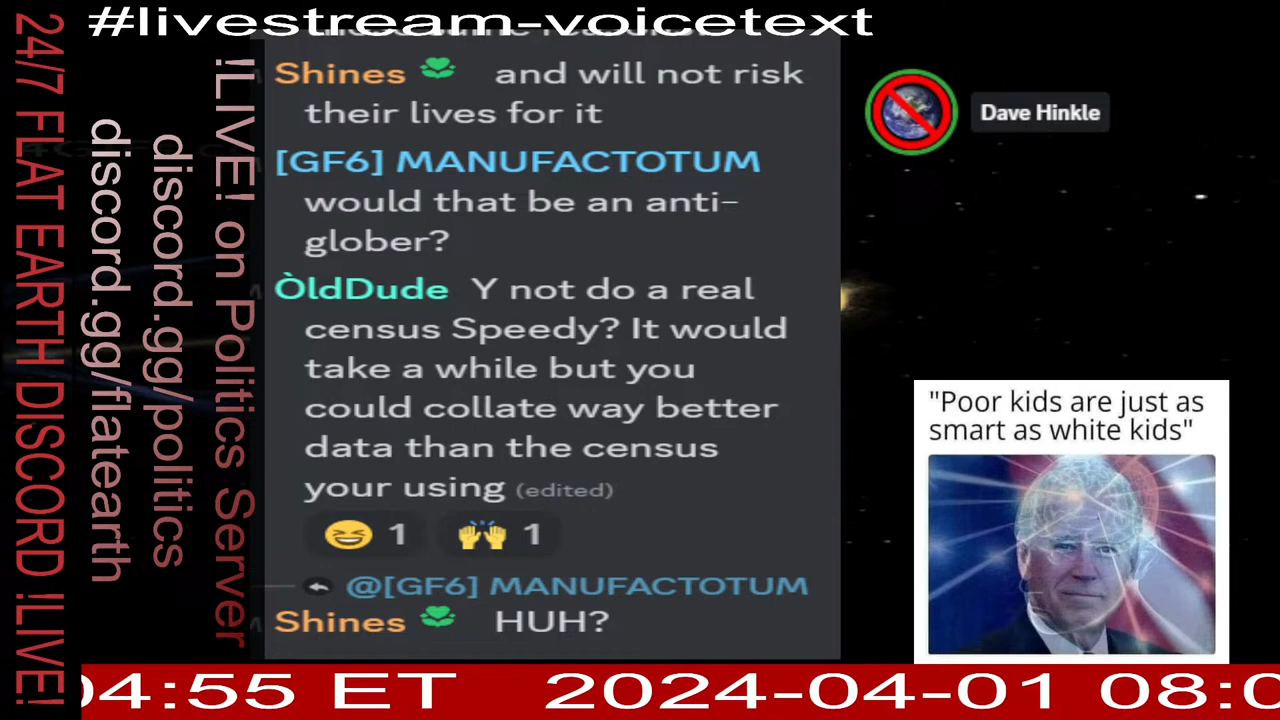 #livestream-voicetext
24/7 FLAT EARTH DISCORD !LIVE!
discord.gg/flatearth
discord.gg/politics
!LIVE! on Politics Server
Shines and will not risk
their lives for it
[GF6] MANUFACTOTUM
would that be an anti-
glober?
ÒldDude Y not do a real
census Speedy? It would
take a while but you
could collate way better
data than the census
your using (edited)
1 1
@[GF6] MANUFACTOTUM
Shines HUH?
Dave Hinkle
"Poor kids are just as
smart as white kids"
04:55 ET 2024-04-01 08:0